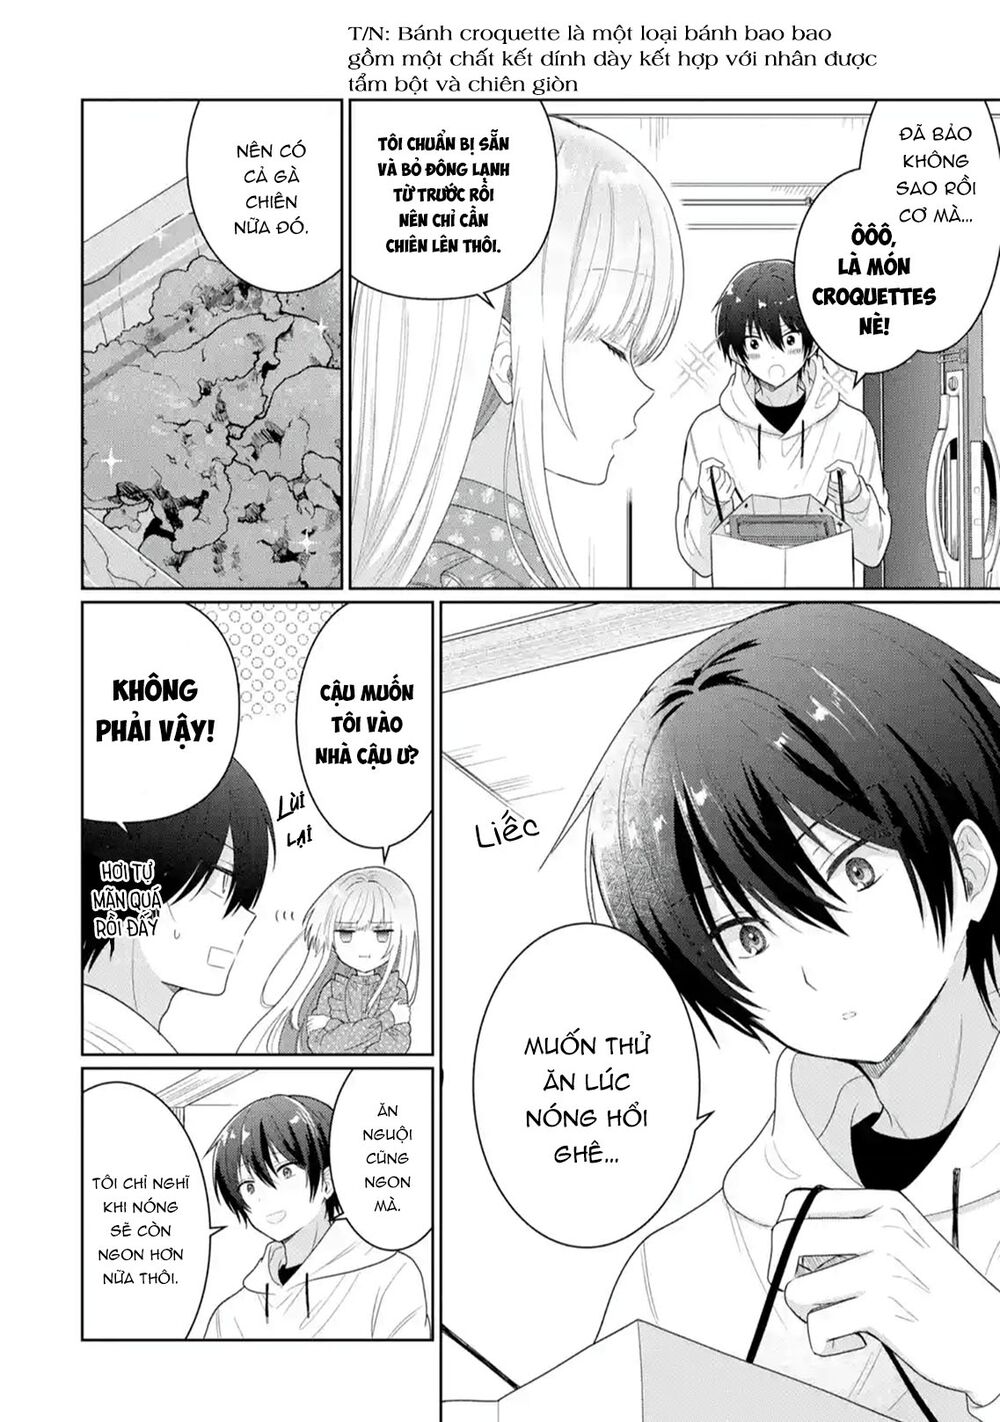 T/N: Bánh croquette là một loại bánh bao bao
gồm một chất kết dính dày kết hợp với nhân được
tẩm bột và chiên giòn
ĐÃ BẢO
KHÔNG
SAO RỒI
CƠ MÀ...
ÔÔÔ,
LÀ MÓN
CROQUETTES
NÈ!
TÔI CHUẨN BỊ SẴN
VÀ BỎ ĐÔNG LẠNH
TỪ TRƯỚC RỒI
NÊN CHỈ CẦN
CHIÊN LÊN THÔI.
NÊN CÓ
CẢ GÀ
CHIÊN
NỮA ĐÓ.
Liếc
MUỐN THỬ
ĂN LÚC
NÓNG HỔI
GHÊ...
CẬU MUỐN
TÔI VÀO
NHÀ CẬU Ư?
LÙI
LẠI
KHÔNG
PHẢI VẬY!
HƠI TỰ
MÃN QUÁ
RỒI ĐẤY
ĂN
NGUỘI
CŨNG
NGON
MÀ.
TÔI CHỈ NGHĨ
KHI NÓNG
SẼ CÒN
NGON HƠN
NỮA THÔI.